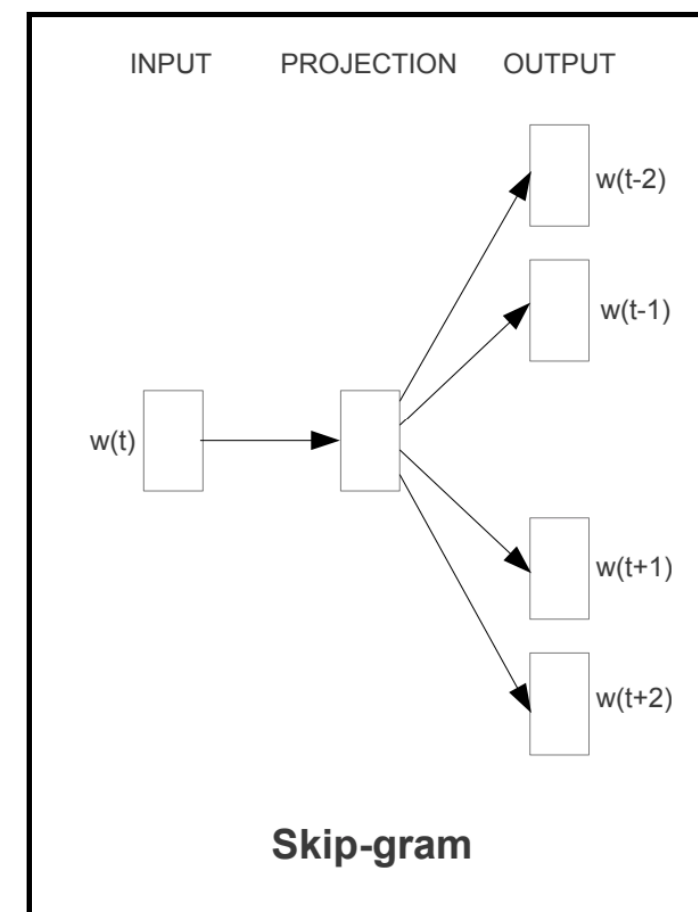 INPUT PROJECTION OUTPUT
w(t-2)
w(t-1)
w(t)
w(t+1)
w(t+2)
Skip-gram